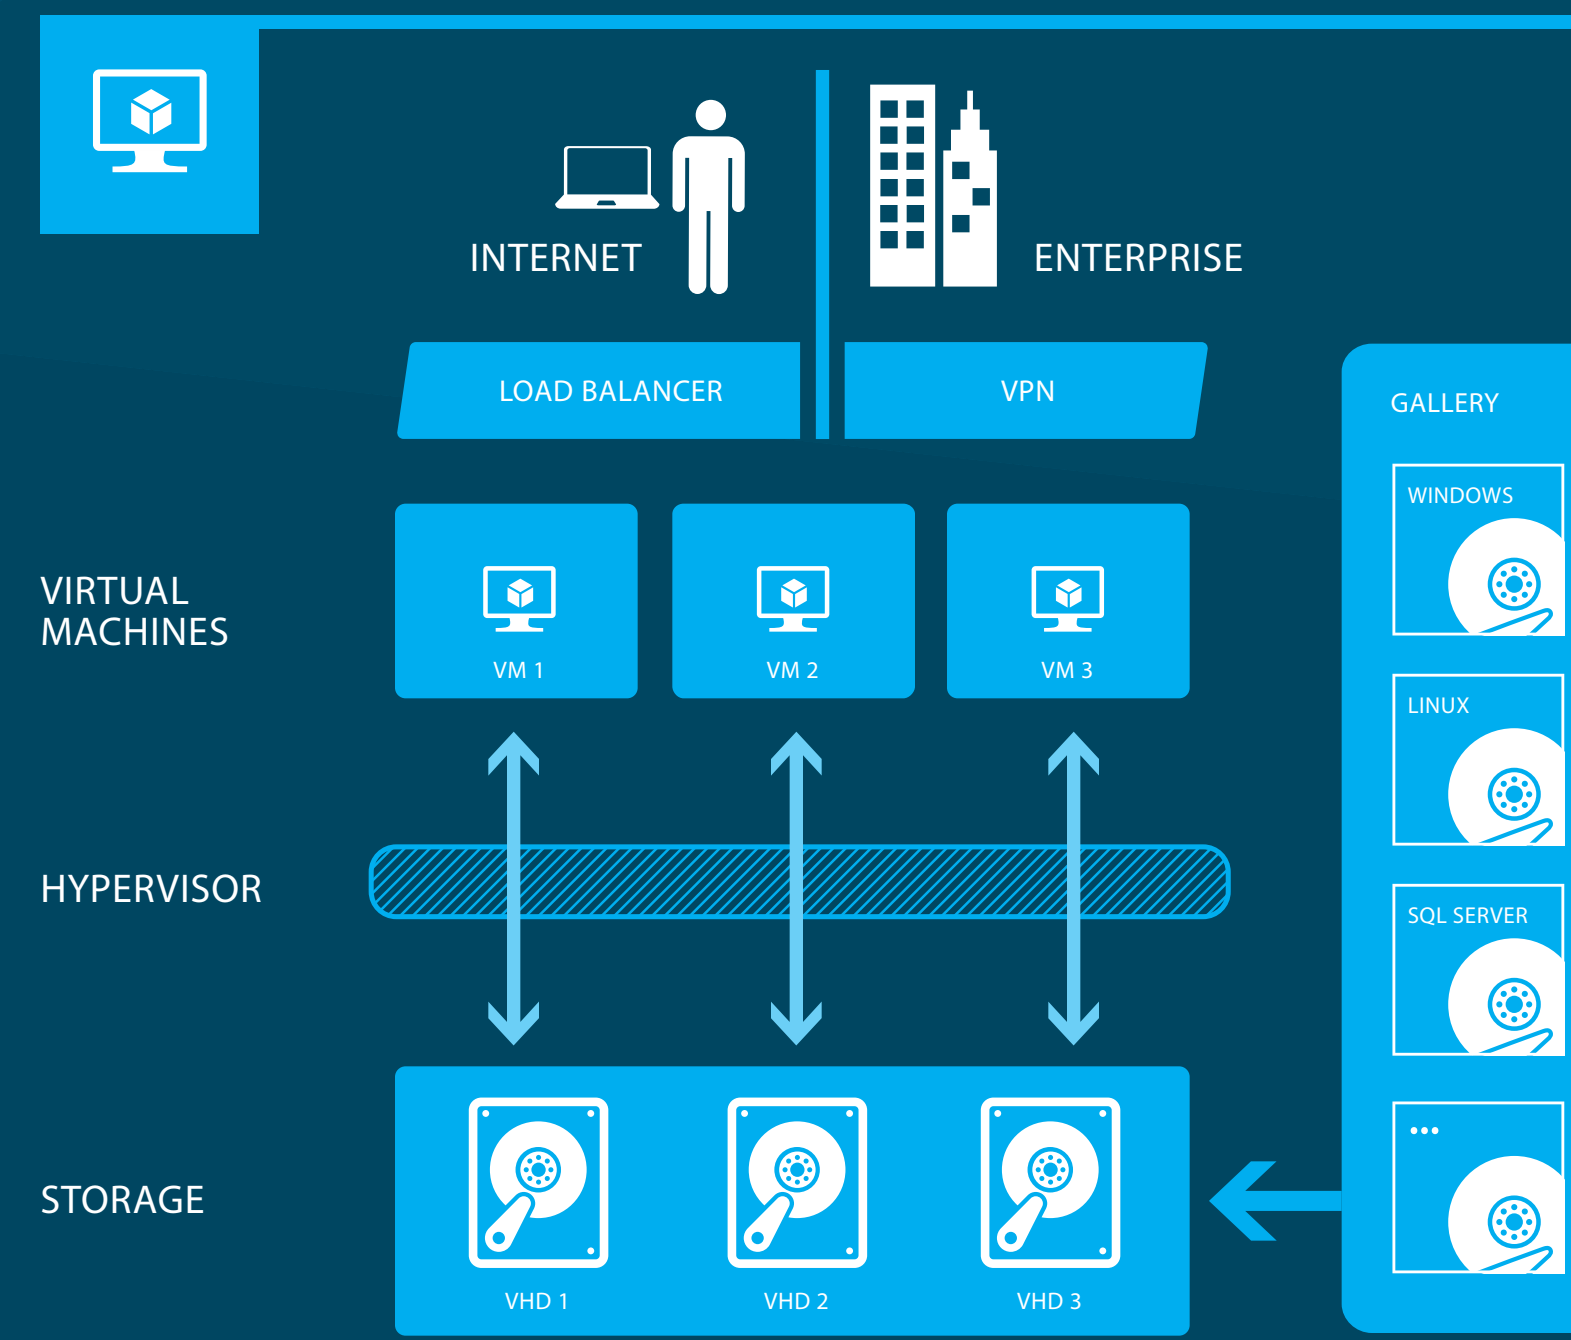 INTERNET
ENTERPRISE
LOAD BALANCER
VPN
GALLERY
WINDOWS
VIRTUAL
MACHINES
VM 1
VM 2
VM 3
LINUX
HYPERVISOR
SQL SERVER
•••
STORAGE
VHD 1
VHD 2
VHD 3